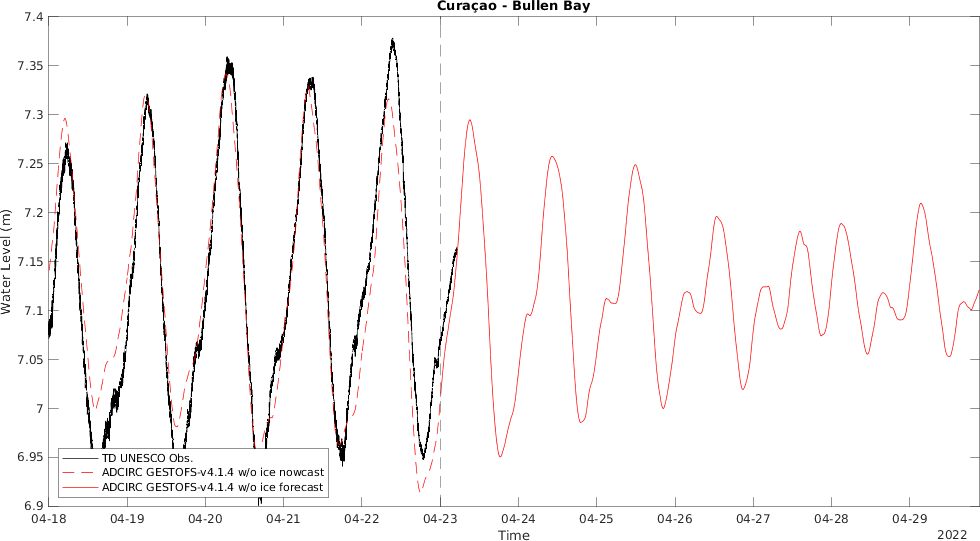 Curaçao - Bullen Bay
7.4
7.35
7.3
7.25
7.2
7.15
7.1
7.05
7
6.95
6.9
Water Level (m)
TD UNESCO Obs.
ADCIRC GESTOFS-v4.1.4 w/o ice nowcast
ADCIRC GESTOFS-v4.1.4 w/o ice forecast
04-18 04-19 04-20 04-21 04-22 04-23 04-24 04-25 04-26 04-27 04-28 04-29
Time
2022